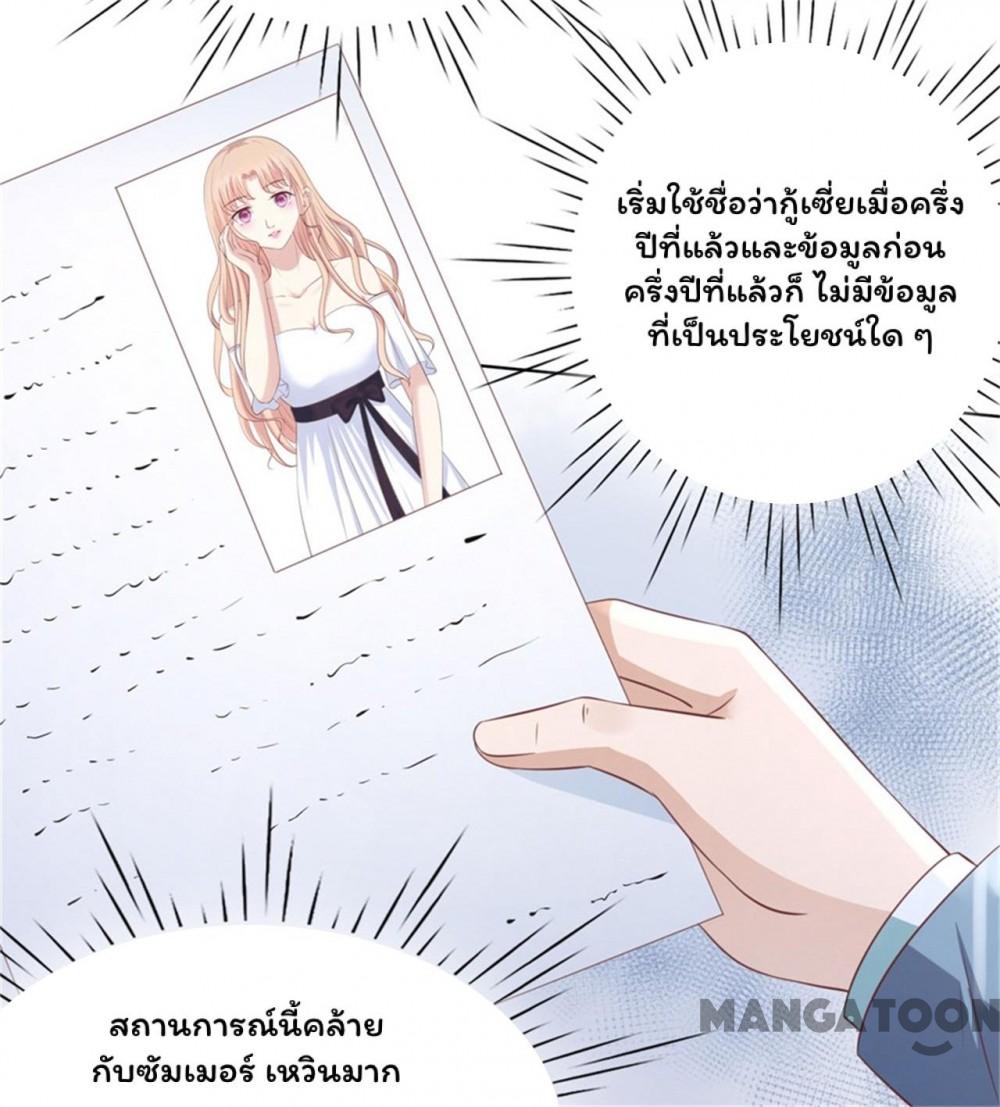 เริ่มใช้ชื่อว่ากู้เซี่ยเมื่อครึ่ง
ปีที่แล้วและข้อมูลก่อน
ครึ่งปีที่แล้วก็ ไม่มีข้อมูล
ที่เป็นประโยชน์ใด ๆ
สถานการณ์นี้คล้าย
กับซัมเมอร์ เหวินมาก
MANGATOON